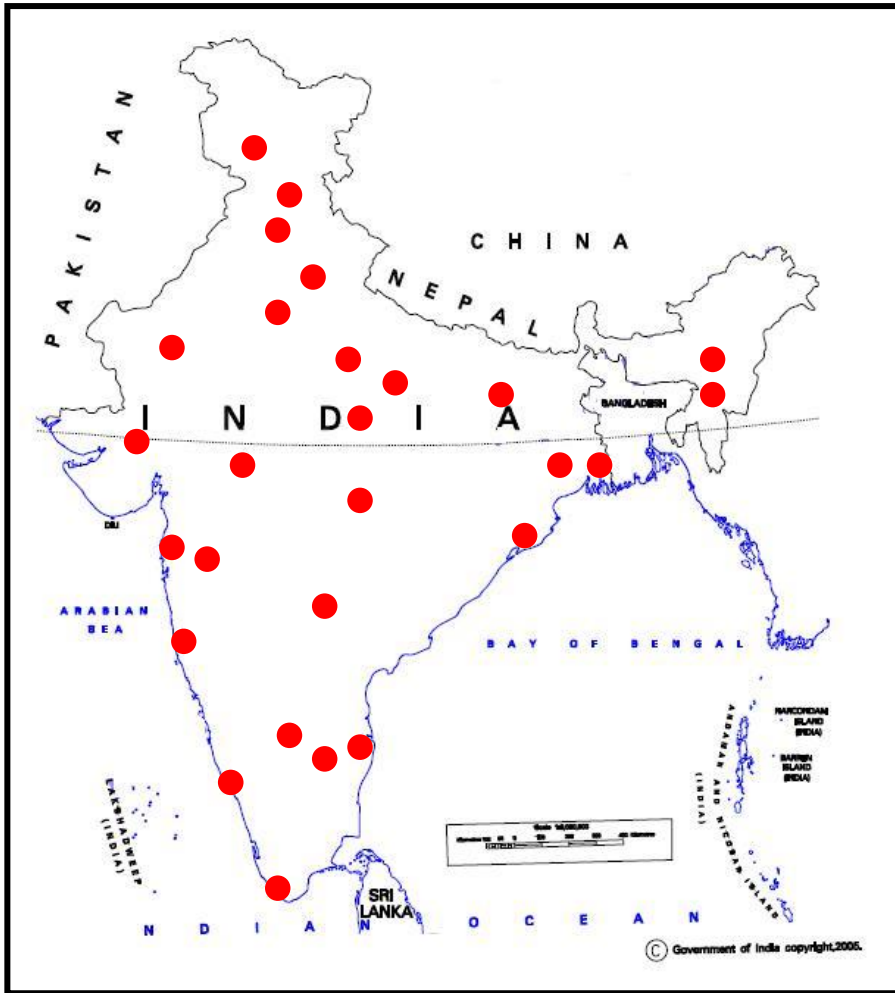 PAKISTAN
CHINA
NEPAL
INDIA
BANGLADESH
DIU
ARABIAN
SEA
BAY OF BENGAL
NARCONDAM
ISLAND
(INDIA)
BARREN
ISLAND
(INDIA)
ANDAMAN AND NICOBAR ISLAND
(INDIA)
LAKSHADWEEP
(INDIA)
SRI
LANKA
NDIAN OCEAN
© Government of India copyright,2005.